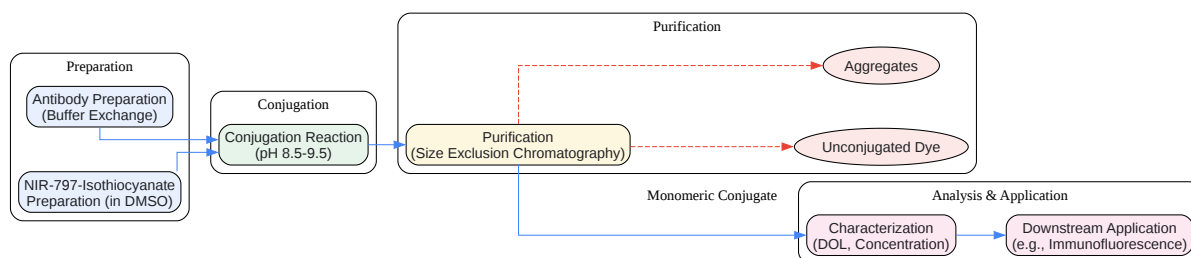 Preparation
Antibody Preparation
(Buffer Exchange)
NIR-797-Isothiocyanate
Preparation (in DMSO)
Conjugation
Conjugation Reaction
(pH 8.5-9.5)
Purification
Aggregates
Purification
(Size Exclusion Chromatography)
Unconjugated Dye
Monomeric Conjugate
Analysis & Application
Characterization
(DOL, Concentration)
Downstream Application
(e.g., Immunofluorescence)